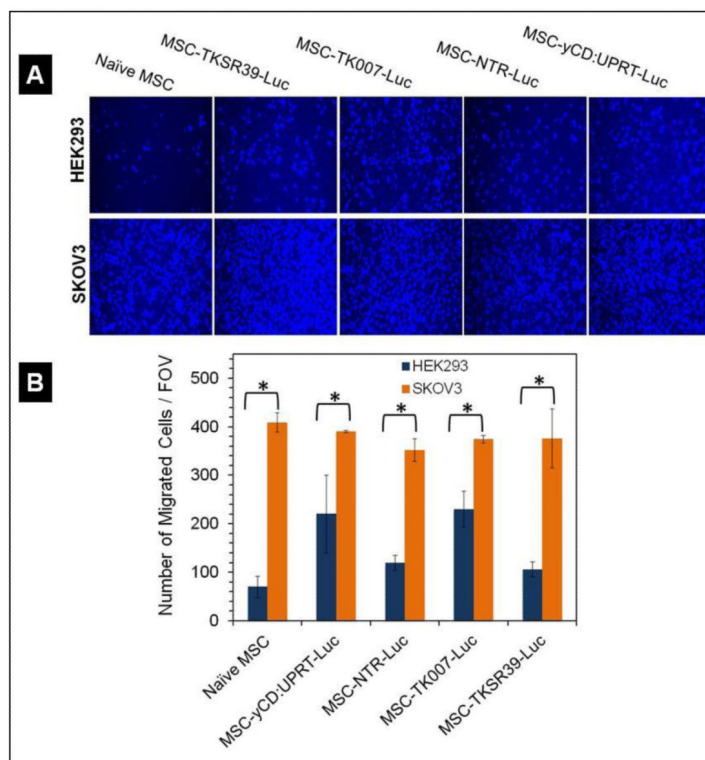 A
Naïve MSC
MSC-TKSR39-Luc
MSC-TK007-Luc
MSC-NTR-Luc
MSC-yCD:UPRT-Luc
HEK293
SKOV3
B
Number of Migrated Cells / FOV
500
400
300
200
100
0
HEK293
SKOV3
*
*
*
*
*
Naïve MSC
MSC-yCD:UPRT-Luc
MSC-NTR-Luc
MSC-TK007-Luc
MSC-TKSR39-Luc